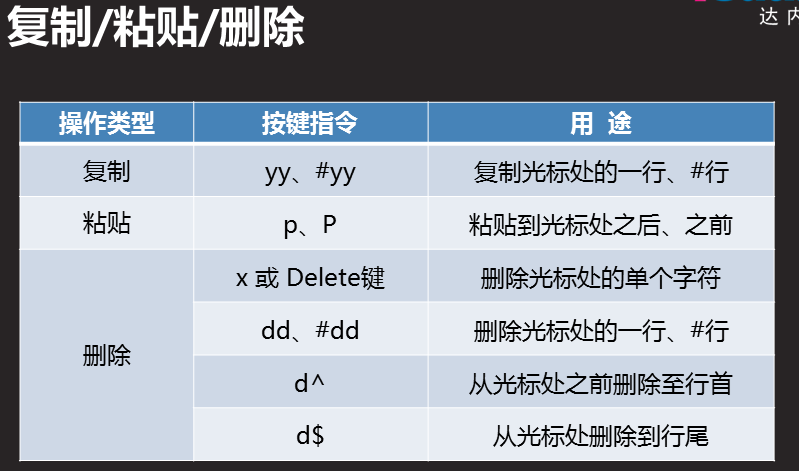 复制/粘贴/删除
达内
操作类型 按键指令 用 途
复制 yy、#yy 复制光标处的一行、#行
粘贴 p、P 粘贴到光标处之后、之前
删除
x 或 Delete键 删除光标处的单个字符
dd、#dd 删除光标处的一行、#行
d^ 从光标处之前删除至行首
d$ 从光标处删除到行尾